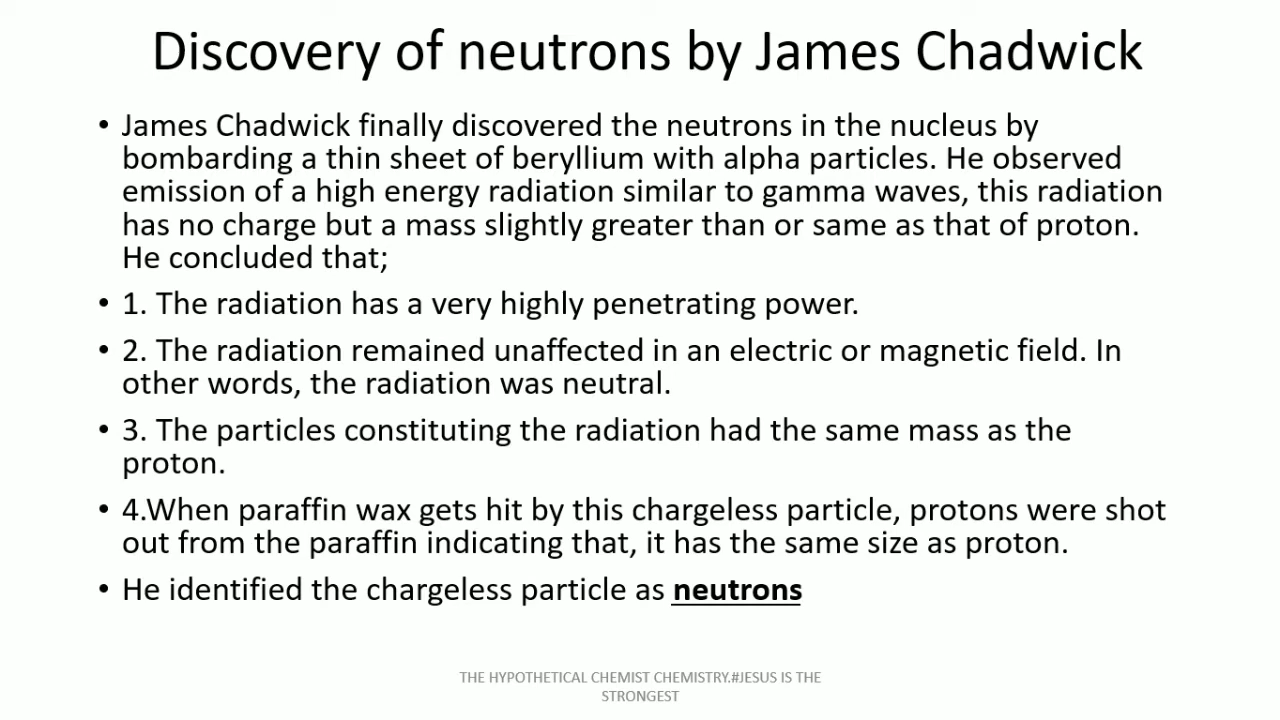 Discovery of neutrons by James Chadwick
• James Chadwick finally discovered the neutrons in the nucleus by
bombarding a thin sheet of beryllium with alpha particles. He observed
emission of a high energy radiation similar to gamma waves, this radiation
has no charge but a mass slightly greater than or same as that of proton.
He concluded that;
• 1. The radiation has a very highly penetrating power.
• 2. The radiation remained unaffected in an electric or magnetic field. In
other words, the radiation was neutral.
• 3. The particles constituting the radiation had the same mass as the
proton.
• 4.When paraffin wax gets hit by this chargeless particle, protons were shot
out from the paraffin indicating that, it has the same size as proton.
• He identified the chargeless particle as neutrons
THE HYPOTHETICAL CHEMIST CHEMISTRY.#JESUS IS THE
STRONGEST